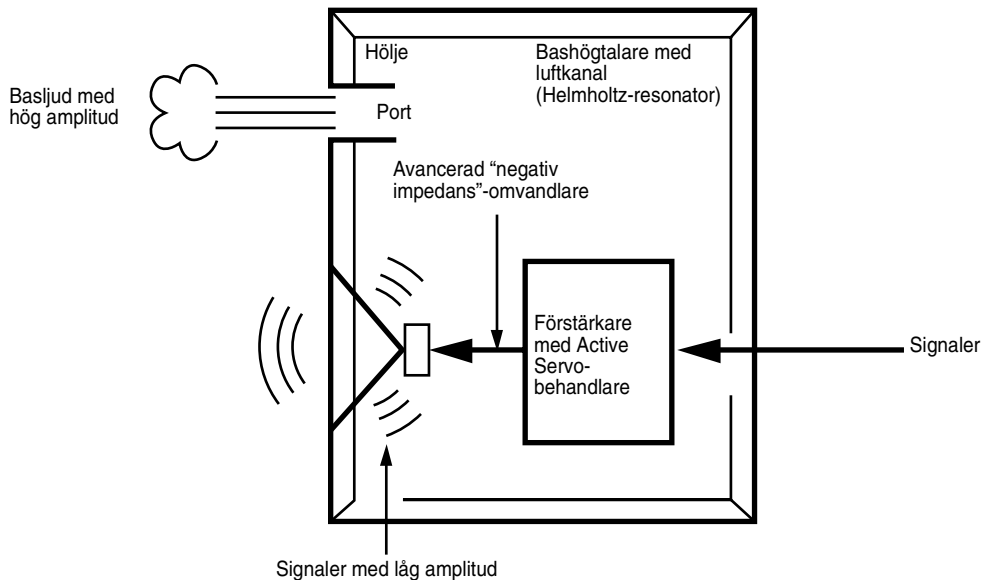 Hölje
Bashögtalare med
luftkanal
(Helmholtz-resonator)
Basljud med
hög amplitud
Port
Avancerad “negativ
impedans”-omvandlare
Förstärkare
med Active
Servo-
behandlare
Signaler
Signaler med låg amplitud